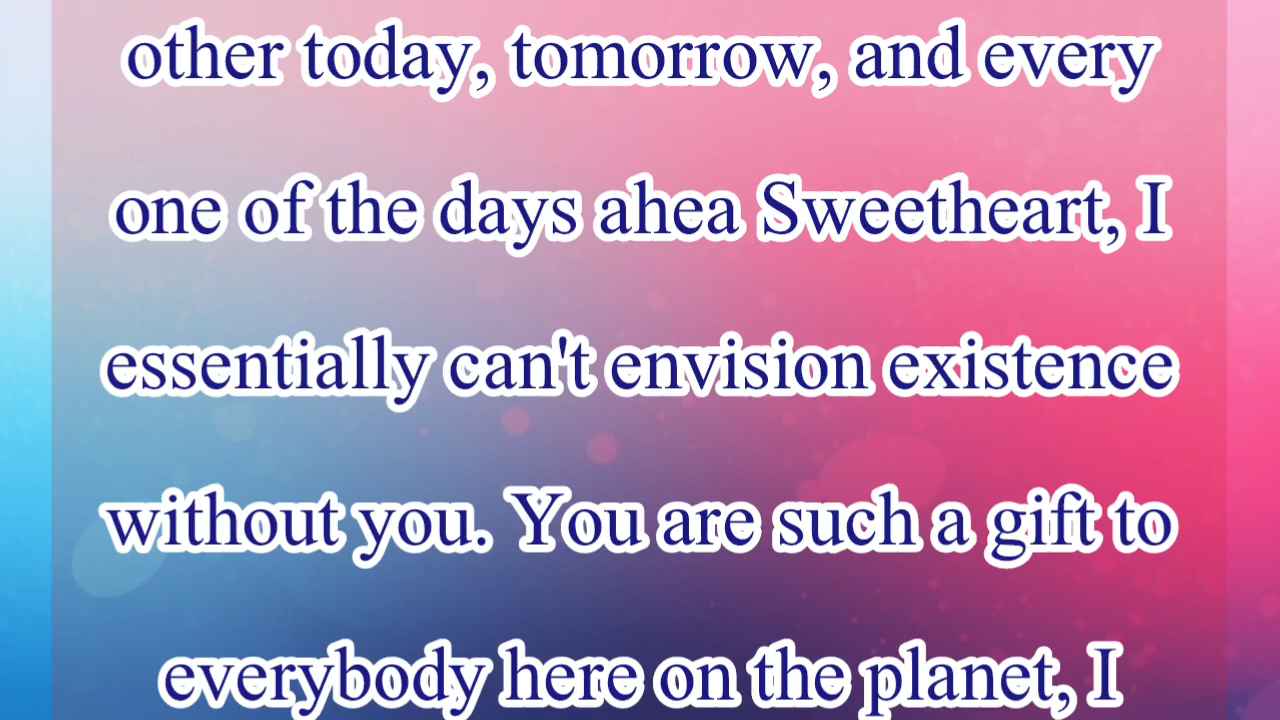 other today, tomorrow, and every
one of the days ahea Sweetheart, I
essentially can't envision existence
without you. You are such a gift to
everybody here on the planet, I